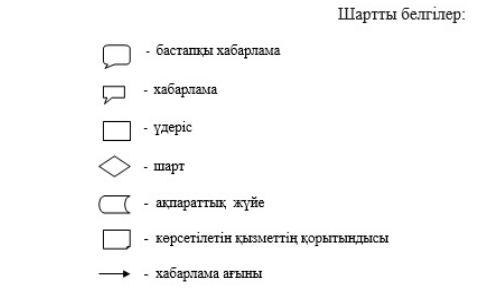 Шартты белгілер:
- бастапқы хабарлама
- хабарлама
- үдеріс
- шарт
- ақпараттық жүйе
- көрсетілетін қызметтің қорытындысы
- хабарлама ағыны